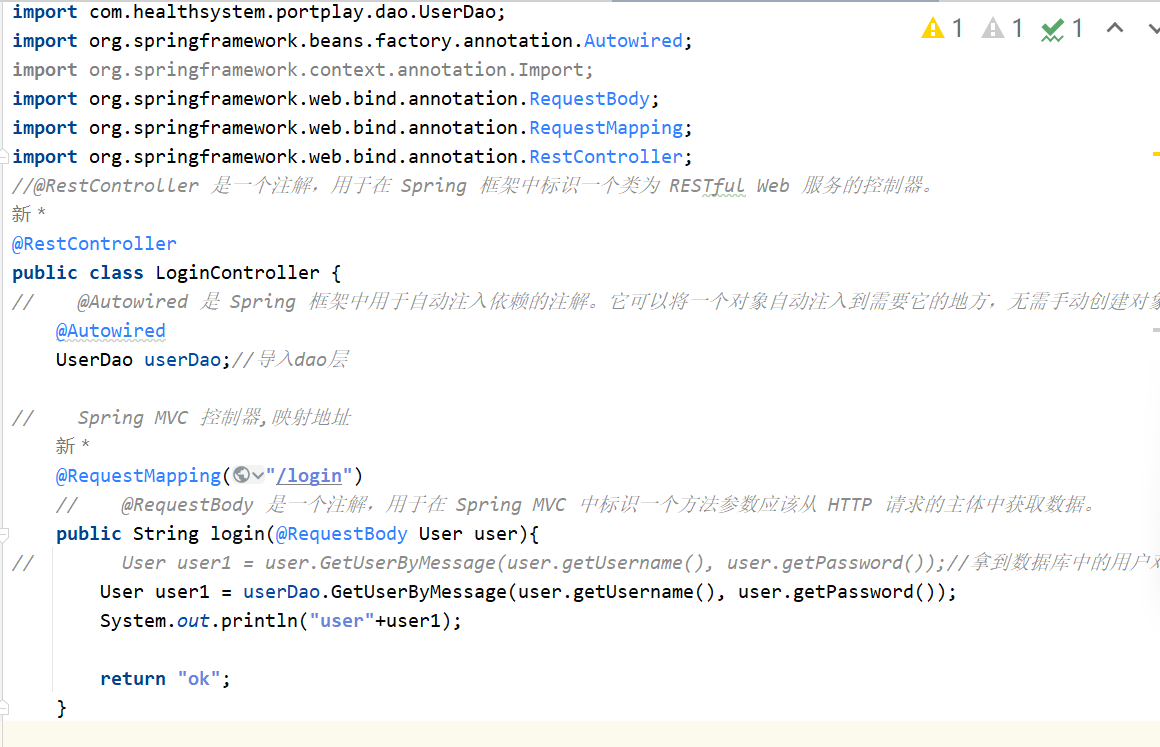 import com.healthsystem.portplay.dao.UserDao;
1 1 1
import org.springframework.beans.factory.annotation.Autowired;
import org.springframework.context.annotation.Import;
import org.springframework.web.bind.annotation.RequestBody;
import org.springframework.web.bind.annotation.RequestMapping;
import org.springframework.web.bind.annotation.RestController;
//@RestController 是一个注解，用于在 Spring 框架中标识一个类为 RESTful Web 服务的控制器。
新 *
@RestController
public class LoginController {
//    @Autowired 是 Spring 框架中用于自动注入依赖的注解。它可以将一个对象自动注入到需要它的地方，无需手动创建对象
    @Autowired
    UserDao userDao;//导入dao层
//    Spring MVC 控制器,映射地址
    新 *
    @RequestMapping("/login")
    //    @RequestBody 是一个注解，用于在 Spring MVC 中标识一个方法参数应该从 HTTP 请求的主体中获取数据。
    public String login(@RequestBody User user){
//        User user1 = user.GetUserByMessage(user.getUsername(), user.getPassword());//拿到数据库中的用户对
        User user1 = userDao.GetUserByMessage(user.getUsername(), user.getPassword());
        System.out.println("user"+user1);
        return "ok";
    }